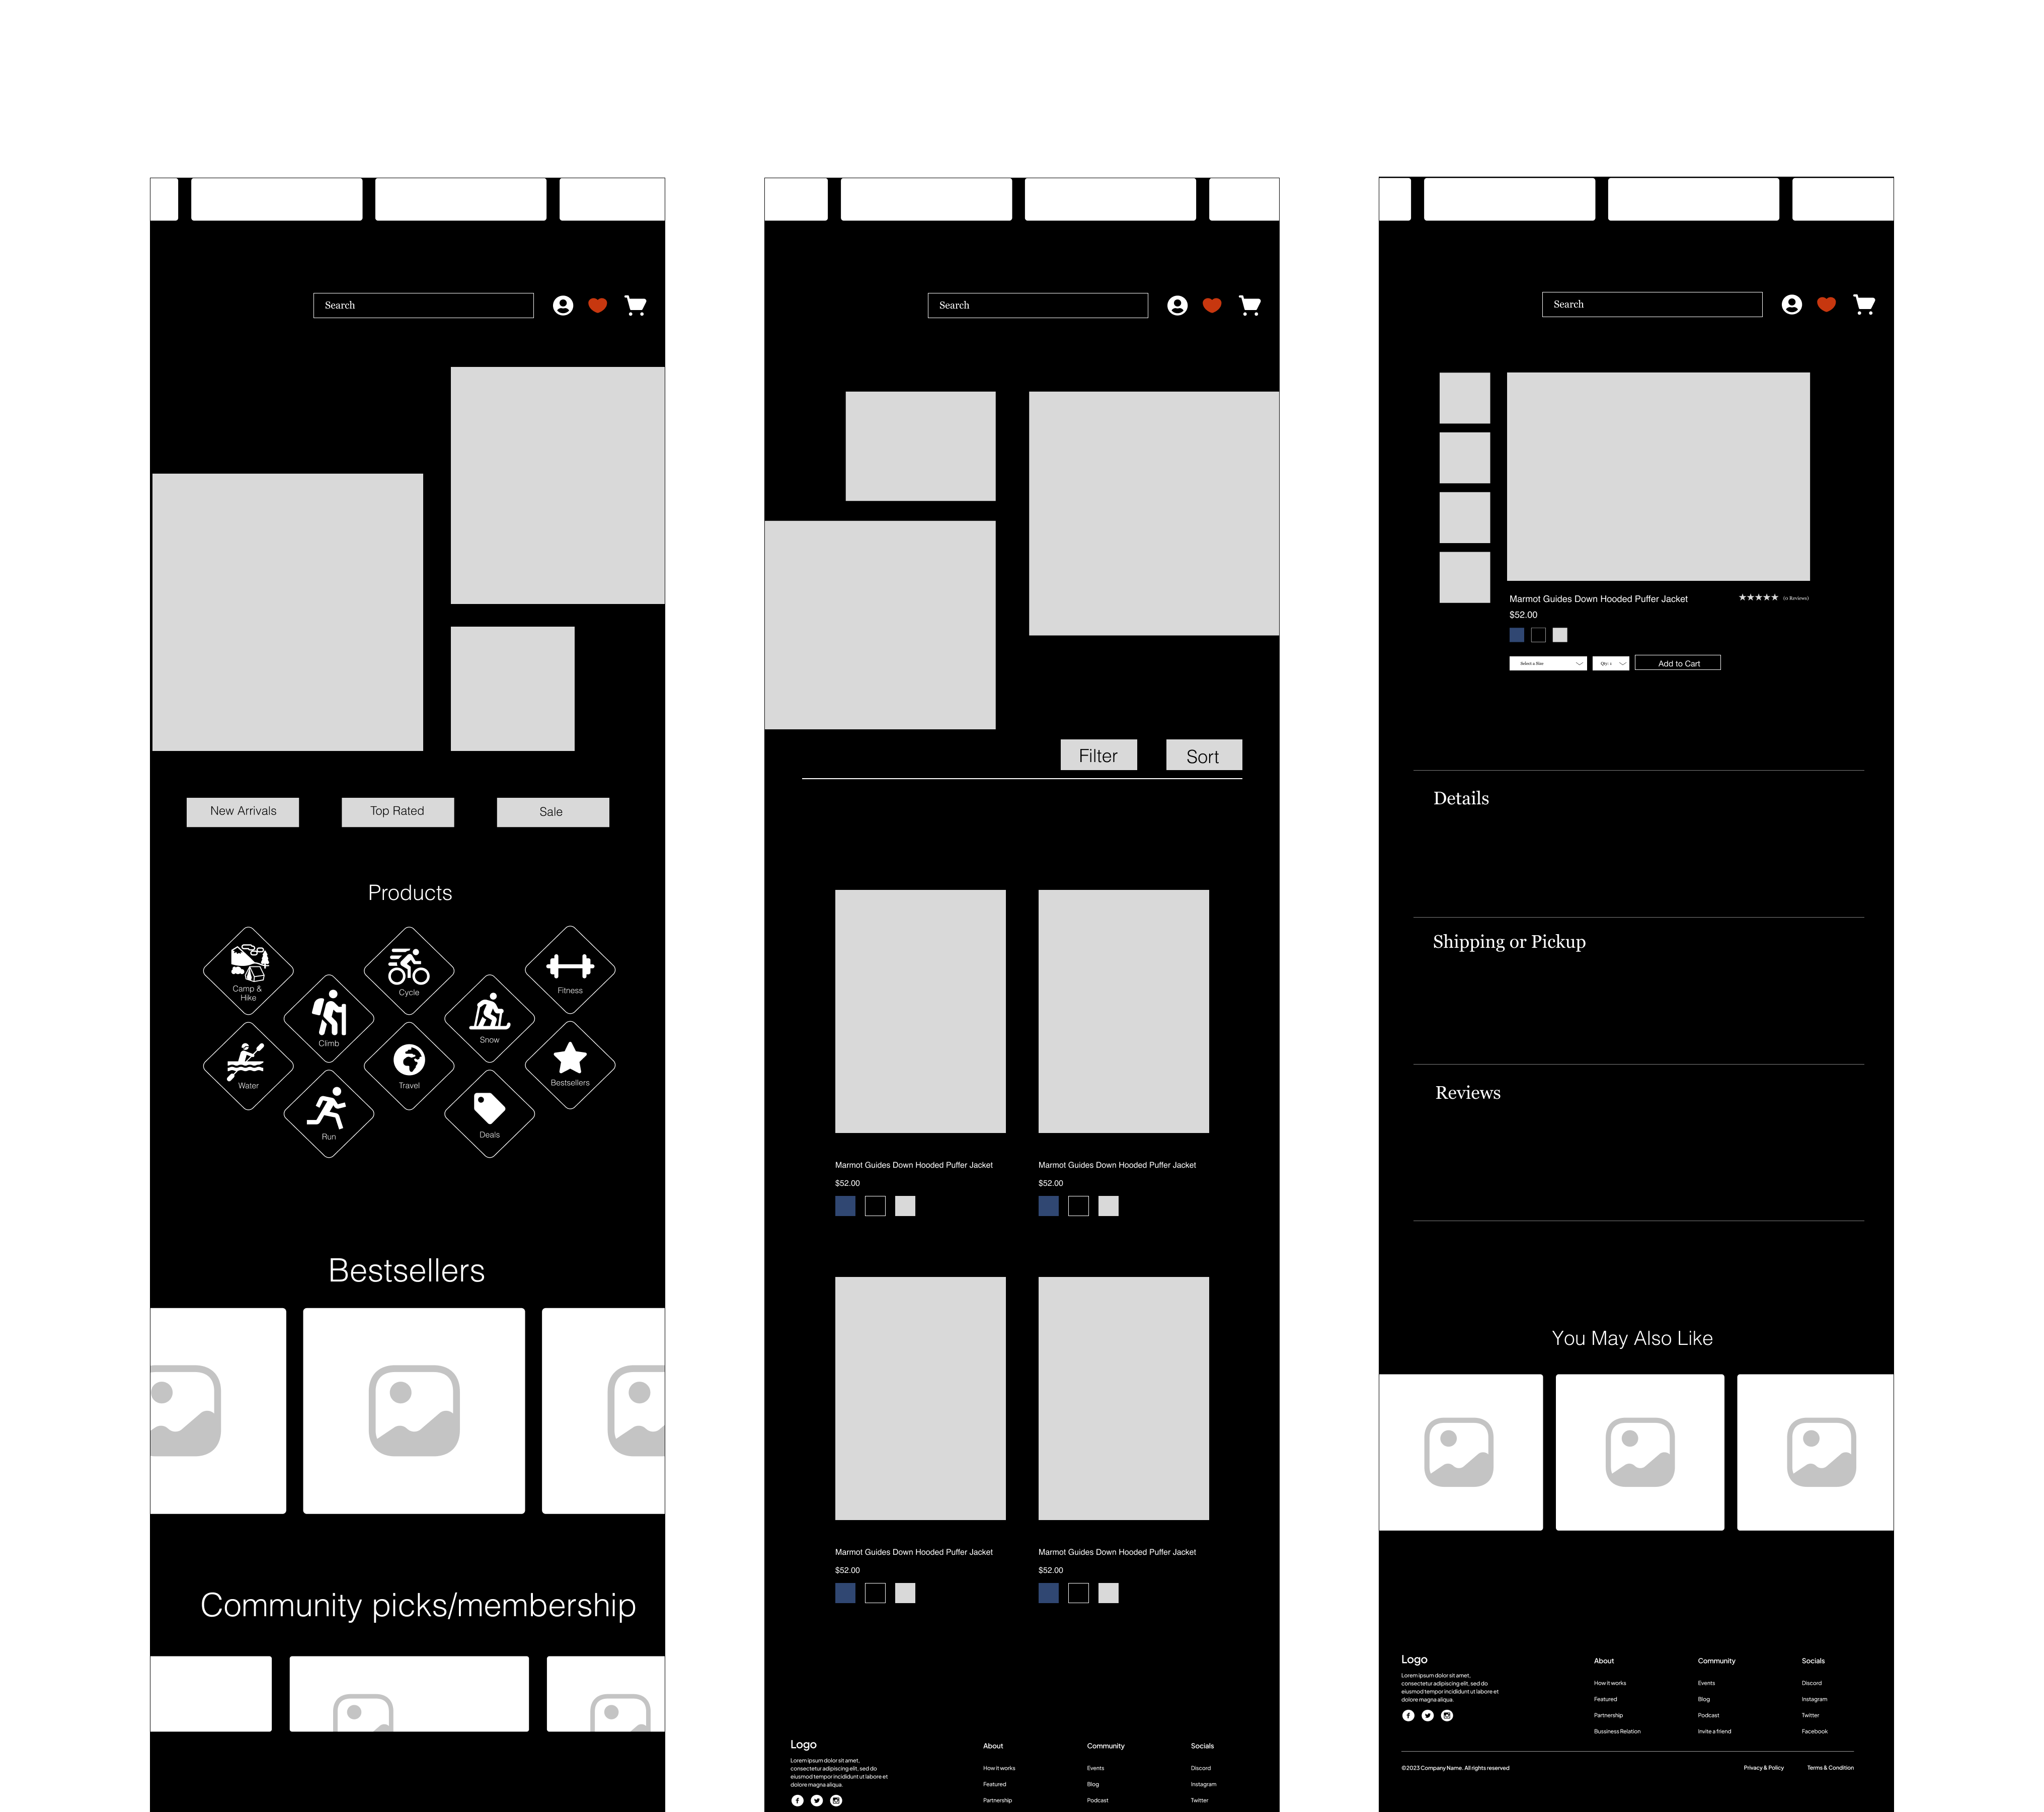 Search
New Arrivals
Top Rated
Sale
Products
Camp &
Hike
Cycle
Fitness
Climb
Snow
Water
Travel
Bestsellers
Run
Deals
Bestsellers
Community picks/membership
Search
Filter
Sort
Marmot Guides Down Hooded Puffer Jacket
$52.00
Marmot Guides Down Hooded Puffer Jacket
$52.00
Marmot Guides Down Hooded Puffer Jacket
$52.00
Marmot Guides Down Hooded Puffer Jacket
$52.00
Logo
Lorem ipsum dolor sit amet,
consectetur adipiscing elit, sed do
eiusmod tempor incididunt ut labore et
dolore magna aliqua.
About
How it works
Featured
Partnership
Community
Events
Blog
Podcast
Socials
Discord
Instagram
Twitter
Search
Marmot Guides Down Hooded Puffer Jacket
(0 Reviews)
$52.00
Select a Size
Qty: 1
Add to Cart
Details
Shipping or Pickup
Reviews
You May Also Like
Logo
Lorem ipsum dolor sit amet,
consectetur adipiscing elit, sed do
eiusmod tempor incididunt ut labore et
dolore magna aliqua.
About
How it works
Featured
Partnership
Bussiness Relation
Community
Events
Blog
Podcast
Invite a friend
Socials
Discord
Instagram
Twitter
Facebook
©2023 Company Name. All rights reserved
Privacy & Policy
Terms & Condition